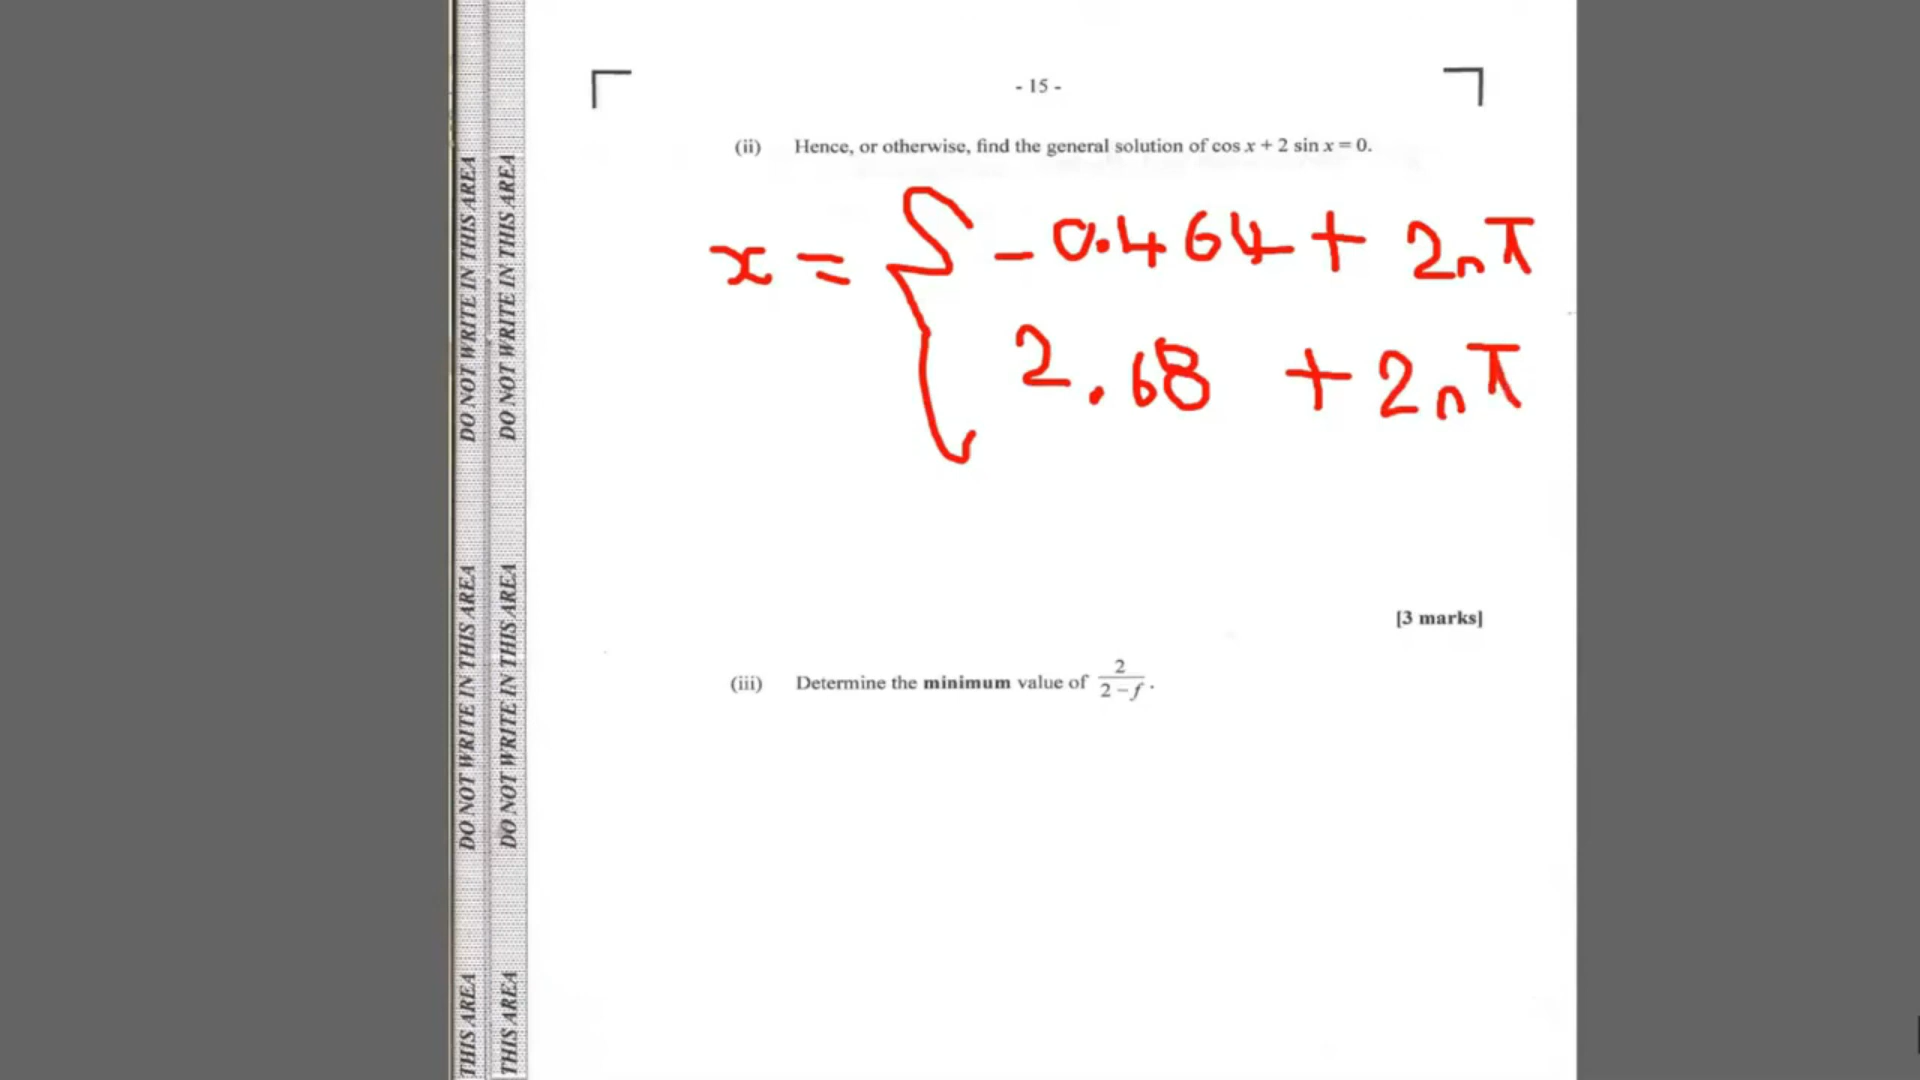 - 15 -
(ii) Hence, or otherwise, find the general solution of cos x + 2 sin x = 0.
x = { - 0.464 + 2nπ
2.68 + 2nπ
[3 marks]
(iii) Determine the minimum value of 2/(2 – f).
DO NOT WRITE IN THIS AREA
DO NOT WRITE IN THIS AREA
DO NOT WRITE IN THIS AREA
DO NOT WRITE IN THIS AREA
THIS AREA
THIS AREA